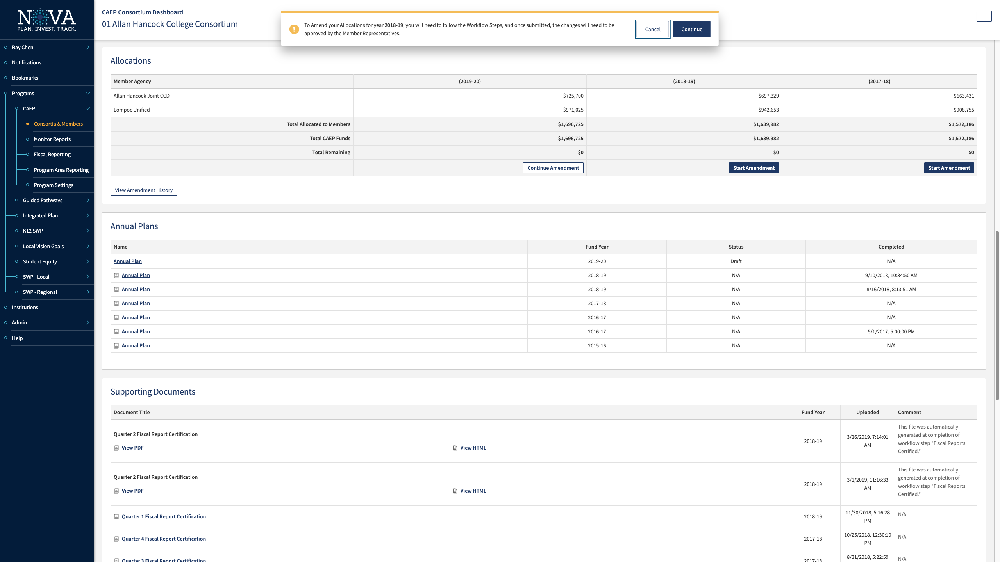 NOVA
PLAN. INVEST. TRACK.
Ray Chen
Notifications
Bookmarks
Programs
CAEP
Consortia & Members
Monitor Reports
Fiscal Reporting
Program Area Reporting
Program Settings
Guided Pathways
Integrated Plan
K12 SWP
Local Vision Goals
Student Equity
SWP - Local
SWP - Regional
Institutions
Admin
Help
CAEP Consortium Dashboard
01 Allan Hancock College Consortium
To Amend your Allocations for year 2018-19, you will need to follow the Workflow Steps, and once submitted, the changes will need to be
approved by the Member Representatives.
Cancel Continue
Allocations
Member Agency (2019-20) (2018-19) (2017-18)
Allan Hancock Joint CCD $725,700 $697,329 $663,431
Lompoc Unified $971,025 $942,653 $908,755
Total Allocated to Members $1,696,725 $1,639,982 $1,572,186
Total CAEP Funds $1,696,725 $1,639,982 $1,572,186
Total Remaining $0 $0 $0
Continue Amendment Start Amendment Start Amendment
View Amendment History
Annual Plans
Name Fund Year Status Completed
Annual Plan 2019-20 Draft N/A
Annual Plan 2018-19 N/A 9/10/2018, 10:34:50 AM
Annual Plan 2018-19 N/A 8/16/2018, 8:13:51 AM
Annual Plan 2017-18 N/A N/A
Annual Plan 2016-17 N/A N/A
Annual Plan 2016-17 N/A 5/1/2017, 5:00:00 PM
Annual Plan 2015-16 N/A N/A
Supporting Documents
Document Title Fund Year Uploaded Comment
Quarter 2 Fiscal Report Certification
View PDF View HTML
2018-19
3/26/2019, 7:14:01
AM
This file was automatically
generated at completion of
workflow step "Fiscal Reports
Certified."
Quarter 2 Fiscal Report Certification
View PDF View HTML
2018-19
3/1/2019, 11:16:33
AM
This file was automatically
generated at completion of
workflow step "Fiscal Reports
Certified."
Quarter 1 Fiscal Report Certification 2018-19
11/30/2018, 5:16:28
PM
N/A
Quarter 4 Fiscal Report Certification 2017-18
10/25/2018, 12:30:19
PM
N/A
Quarter 3 Fiscal Report Certification 2017-18
8/31/2018, 5:22:59
N/A